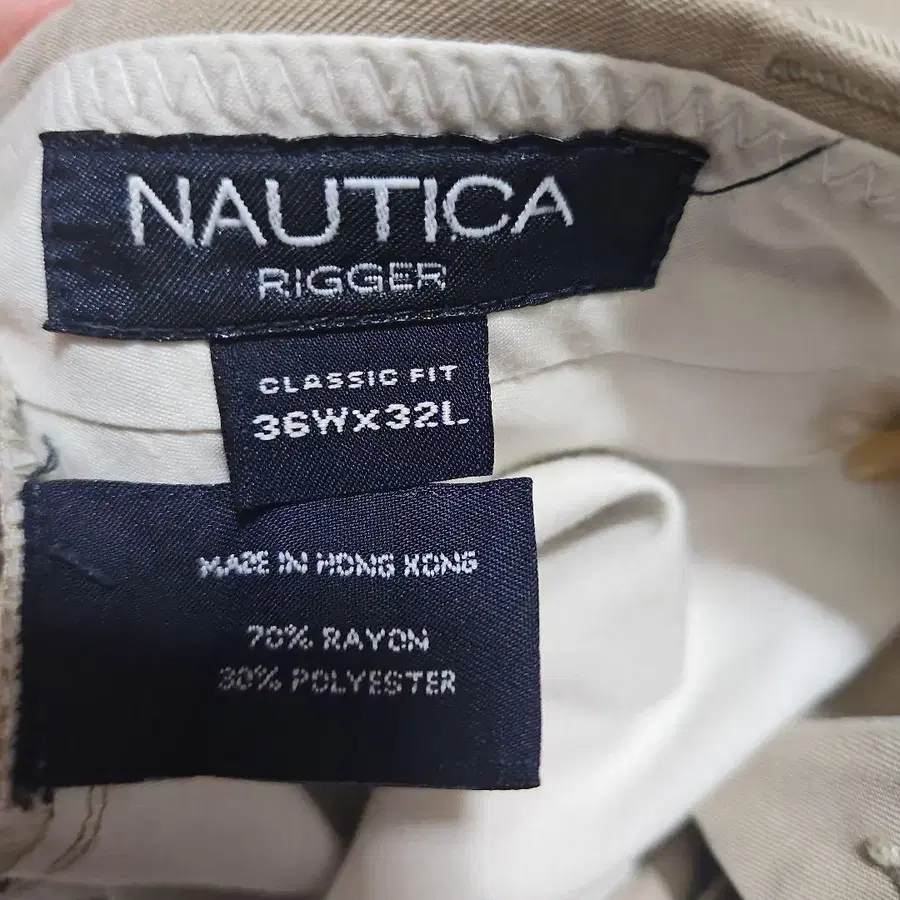 NAUTICA
RIGGER
CLASSIC FIT
36WX32L
MADE IN HONG KONG
70% RAYON
30% POLYESTER